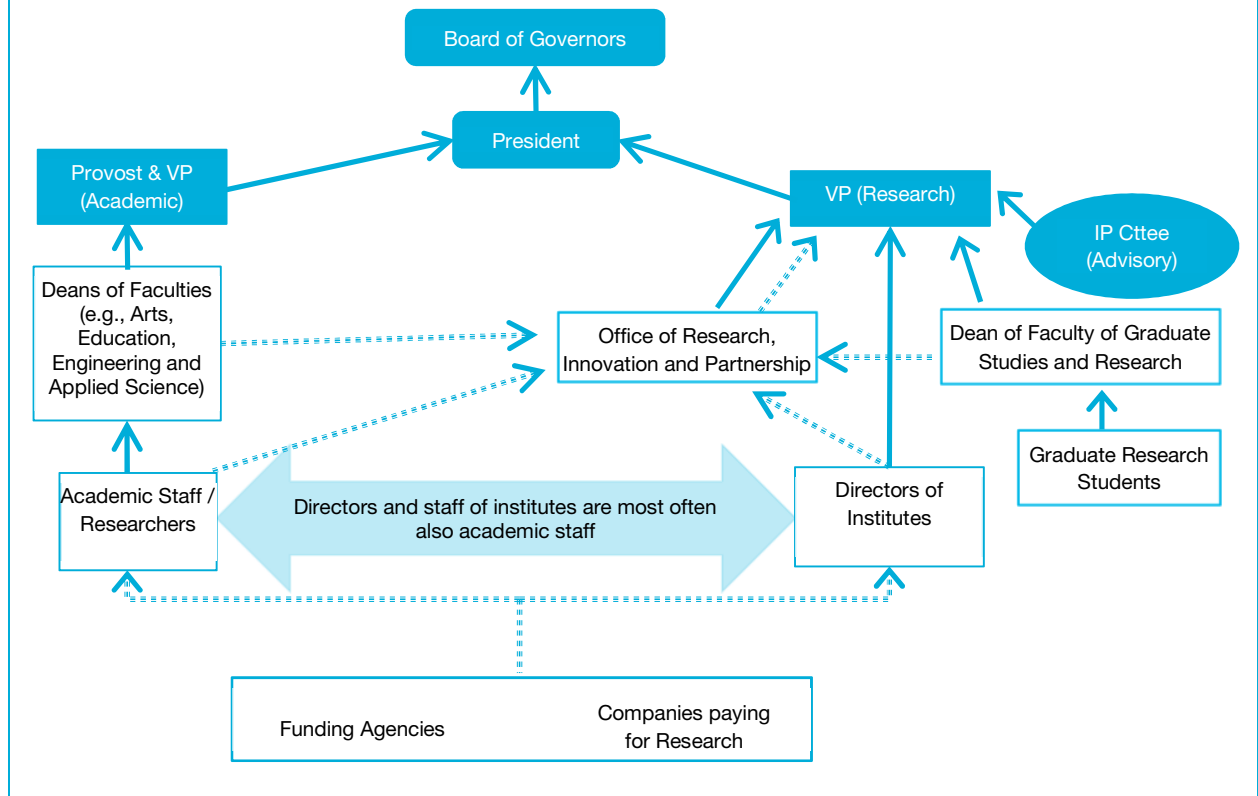 Board of Governors
President
Provost & VP
(Academic)
VP (Research)
IP Cttee
(Advisory)
Deans of Faculties
(e.g., Arts,
Education,
Engineering and
Applied Science)
Office of Research,
Innovation and Partnership
Dean of Faculty of Graduate
Studies and Research
Academic Staff /
Researchers
Directors and staff of institutes are most often
also academic staff
Directors of
Institutes
Graduate Research
Students
Funding Agencies
Companies paying
for Research